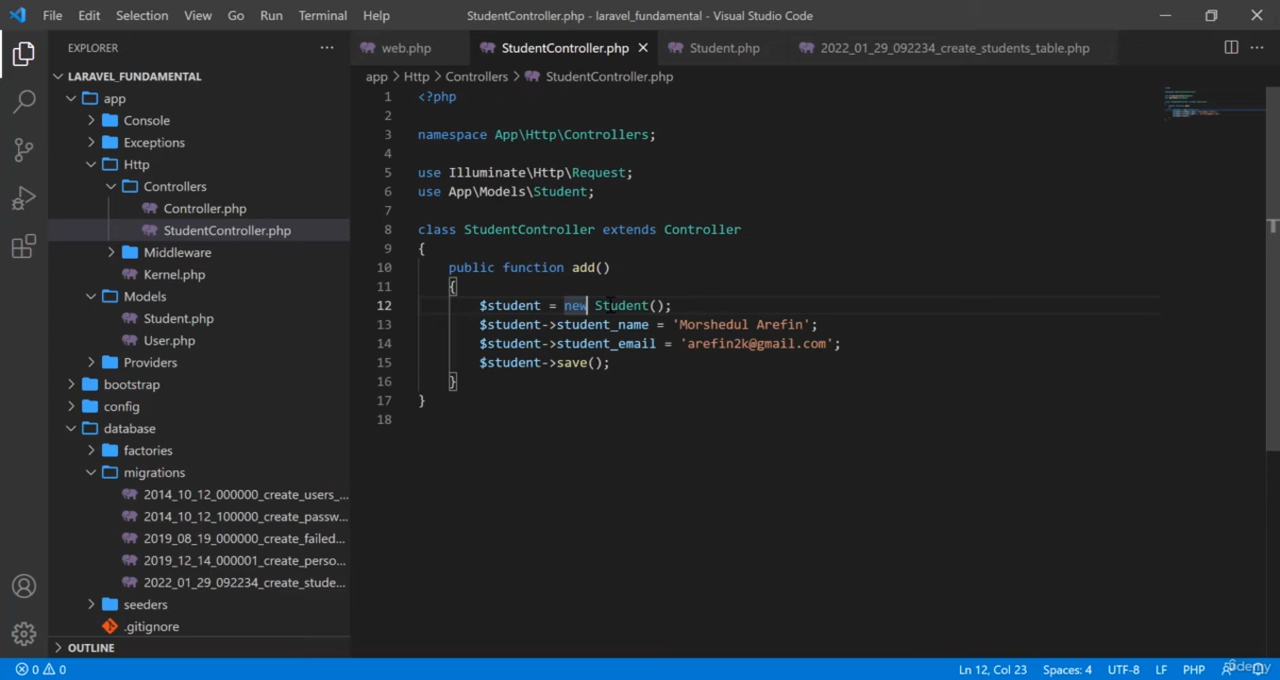 File Edit Selection View Go Run Terminal Help
StudentController.php - laravel_fundamental - Visual Studio Code
EXPLORER
web.php
StudentController.php
Student.php
2022_01_29_092234_create_students_table.php
LARAVEL_FUNDAMENTAL
app
Console
Exceptions
Http
Controllers
Controller.php
StudentController.php
Middleware
Kernel.php
Models
Student.php
User.php
Providers
bootstrap
config
database
factories
migrations
2014_10_12_000000_create_users_...
2014_10_12_100000_create_passw...
2019_08_19_000000_create_failed...
2019_12_14_000001_create_perso...
2022_01_29_092234_create_stude...
seeders
.gitignore
OUTLINE
app > Http > Controllers > StudentController.php
1 <?php
2
3 namespace App\Http\Controllers;
4
5 use Illuminate\Http\Request;
6 use App\Models\Student;
7
8 class StudentController extends Controller
9 {
10 public function add()
11 {
12 $student = new Student();
13 $student->student_name = 'Morshedul Arefin';
14 $student->student_email = 'arefin2k@gmail.com';
15 $student->save();
16 }
17 }
18
0 0
Ln 12, Col 23 Spaces: 4 UTF-8 LF PHP
ûdemy